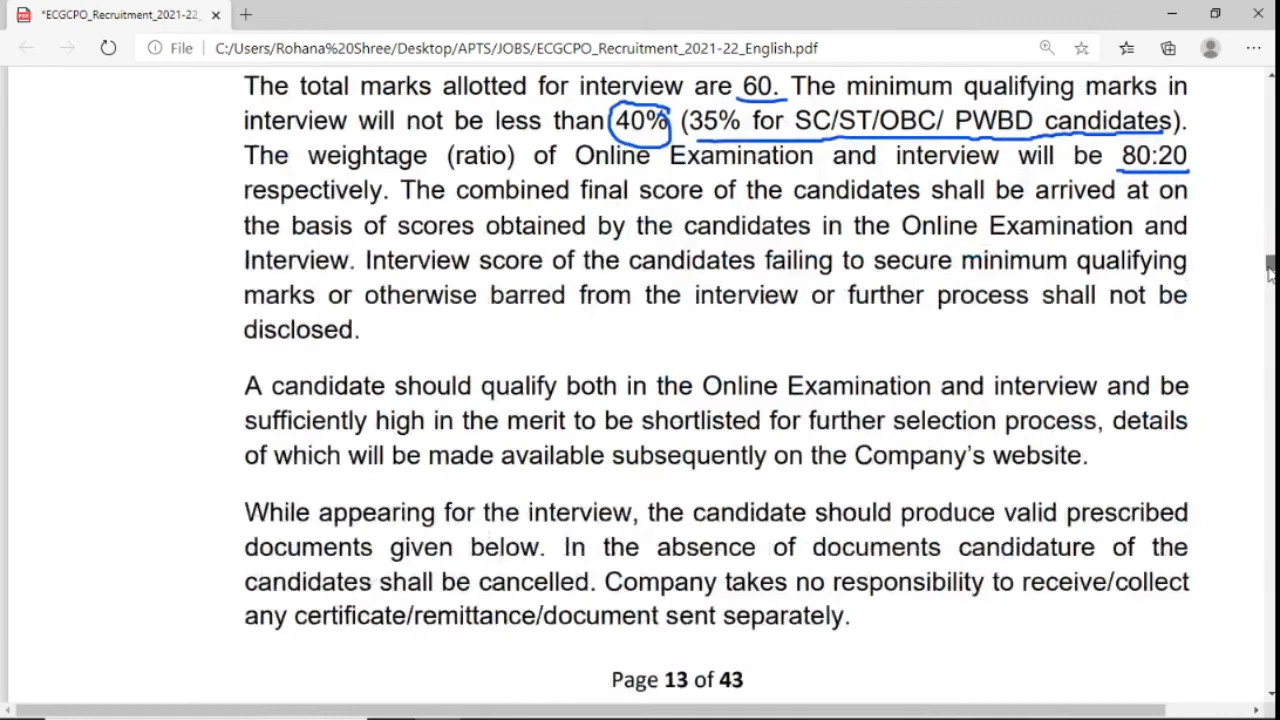 *ECGCPO_Recruitment_2021-22_
File
C:/Users/Rohana%20Shree/Desktop/APTS/JOBS/ECGCPO_Recruitment_2021-22_English.pdf
The total marks allotted for interview are 60. The minimum qualifying marks in
interview will not be less than 40% (35% for SC/ST/OBC/ PWBD candidates).
The weightage (ratio) of Online Examination and interview will be 80:20
respectively. The combined final score of the candidates shall be arrived at on
the basis of scores obtained by the candidates in the Online Examination and
Interview. Interview score of the candidates failing to secure minimum qualifying
marks or otherwise barred from the interview or further process shall not be
disclosed.
A candidate should qualify both in the Online Examination and interview and be
sufficiently high in the merit to be shortlisted for further selection process, details
of which will be made available subsequently on the Company's website.
While appearing for the interview, the candidate should produce valid prescribed
documents given below. In the absence of documents candidature of the
candidates shall be cancelled. Company takes no responsibility to receive/collect
any certificate/remittance/document sent separately.
Page 13 of 43